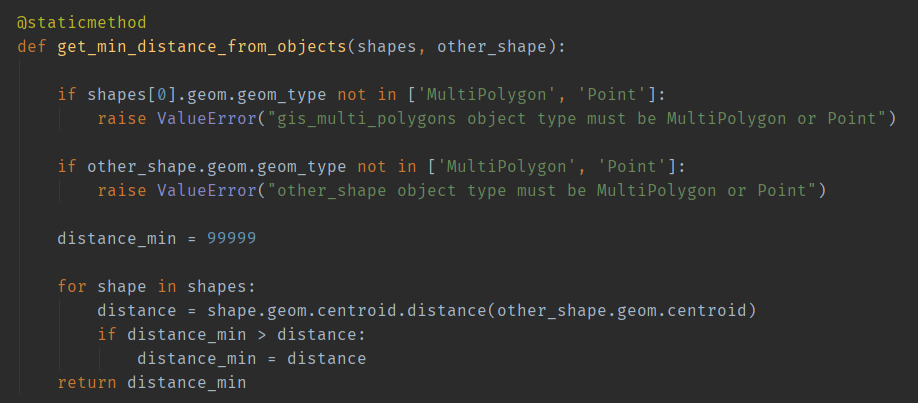 @staticmethod
def get_min_distance_from_objects(shapes, other_shape):
if shapes[0].geom.geom_type not in ['MultiPolygon', 'Point']:
raise ValueError("gis_multi_polygons object type must be MultiPolygon or Point")
if other_shape.geom.geom_type not in ['MultiPolygon', 'Point']:
raise ValueError("other_shape object type must be MultiPolygon or Point")
distance_min = 99999
for shape in shapes:
distance = shape.geom.centroid.distance(other_shape.geom.centroid)
if distance_min > distance:
distance_min = distance
return distance_min